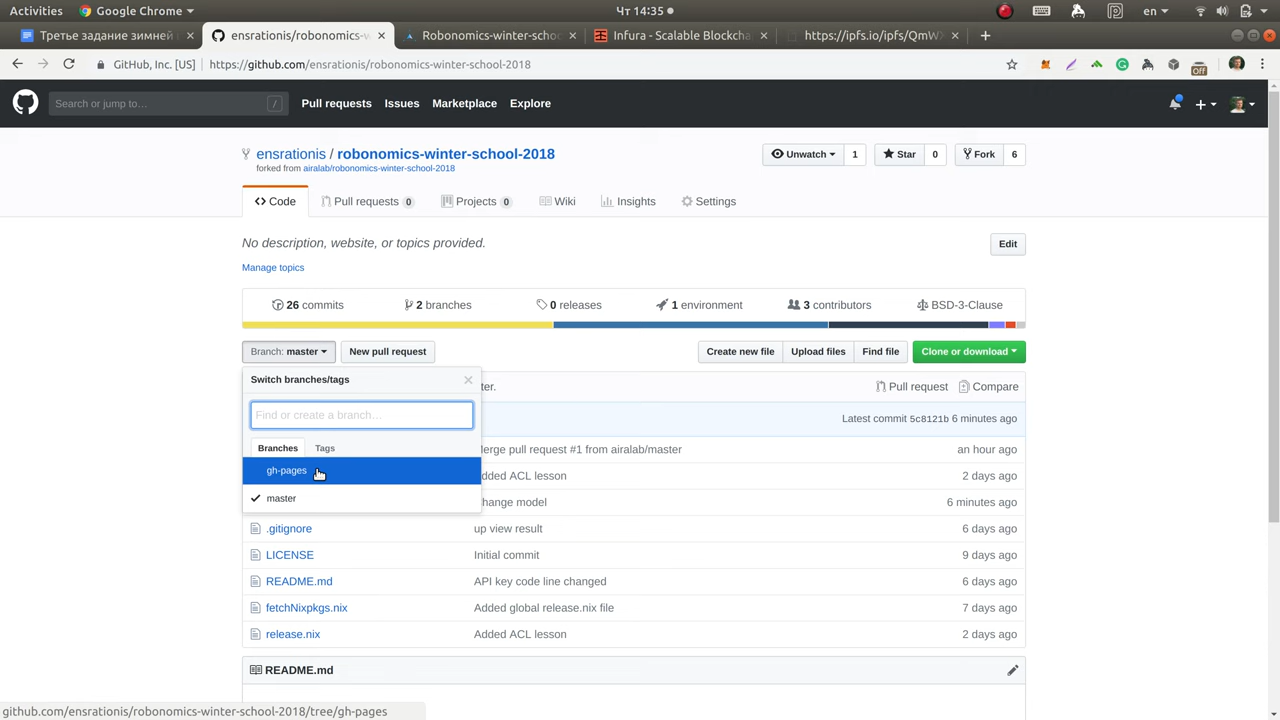 Activities Google Chrome Чт 14:35 en
Третье задание зимней ensrationis/robonomics-w Robonomics-winter-schoo Infura - Scalable Blockcha https://ipfs.io/ipfs/QmWX
GitHub, Inc. [US] https://github.com/ensrationis/robonomics-winter-school-2018 Off
Search or jump to… / Pull requests Issues Marketplace Explore
ensrationis / robonomics-winter-school-2018 Unwatch 1 Star 0 Fork 6
forked from airalab/robonomics-winter-school-2018
Code Pull requests 0 Projects 0 Wiki Insights Settings
No description, website, or topics provided. Edit
Manage topics
26 commits 2 branches 0 releases 1 environment 3 contributors BSD-3-Clause
Branch: master New pull request Create new file Upload files Find file Clone or download
Switch branches/tags ter. Pull request Compare
Find or create a branch… Latest commit 5c8121b 6 minutes ago
Branches Tags erge pull request #1 from airalab/master an hour ago
gh-pages dded ACL lesson 2 days ago
master hange model 6 minutes ago
.gitignore up view result 6 days ago
LICENSE Initial commit 9 days ago
README.md API key code line changed 6 days ago
fetchNixpkgs.nix Added global release.nix file 7 days ago
release.nix Added ACL lesson 2 days ago
README.md
github.com/ensrationis/robonomics-winter-school-2018/tree/gh-pages